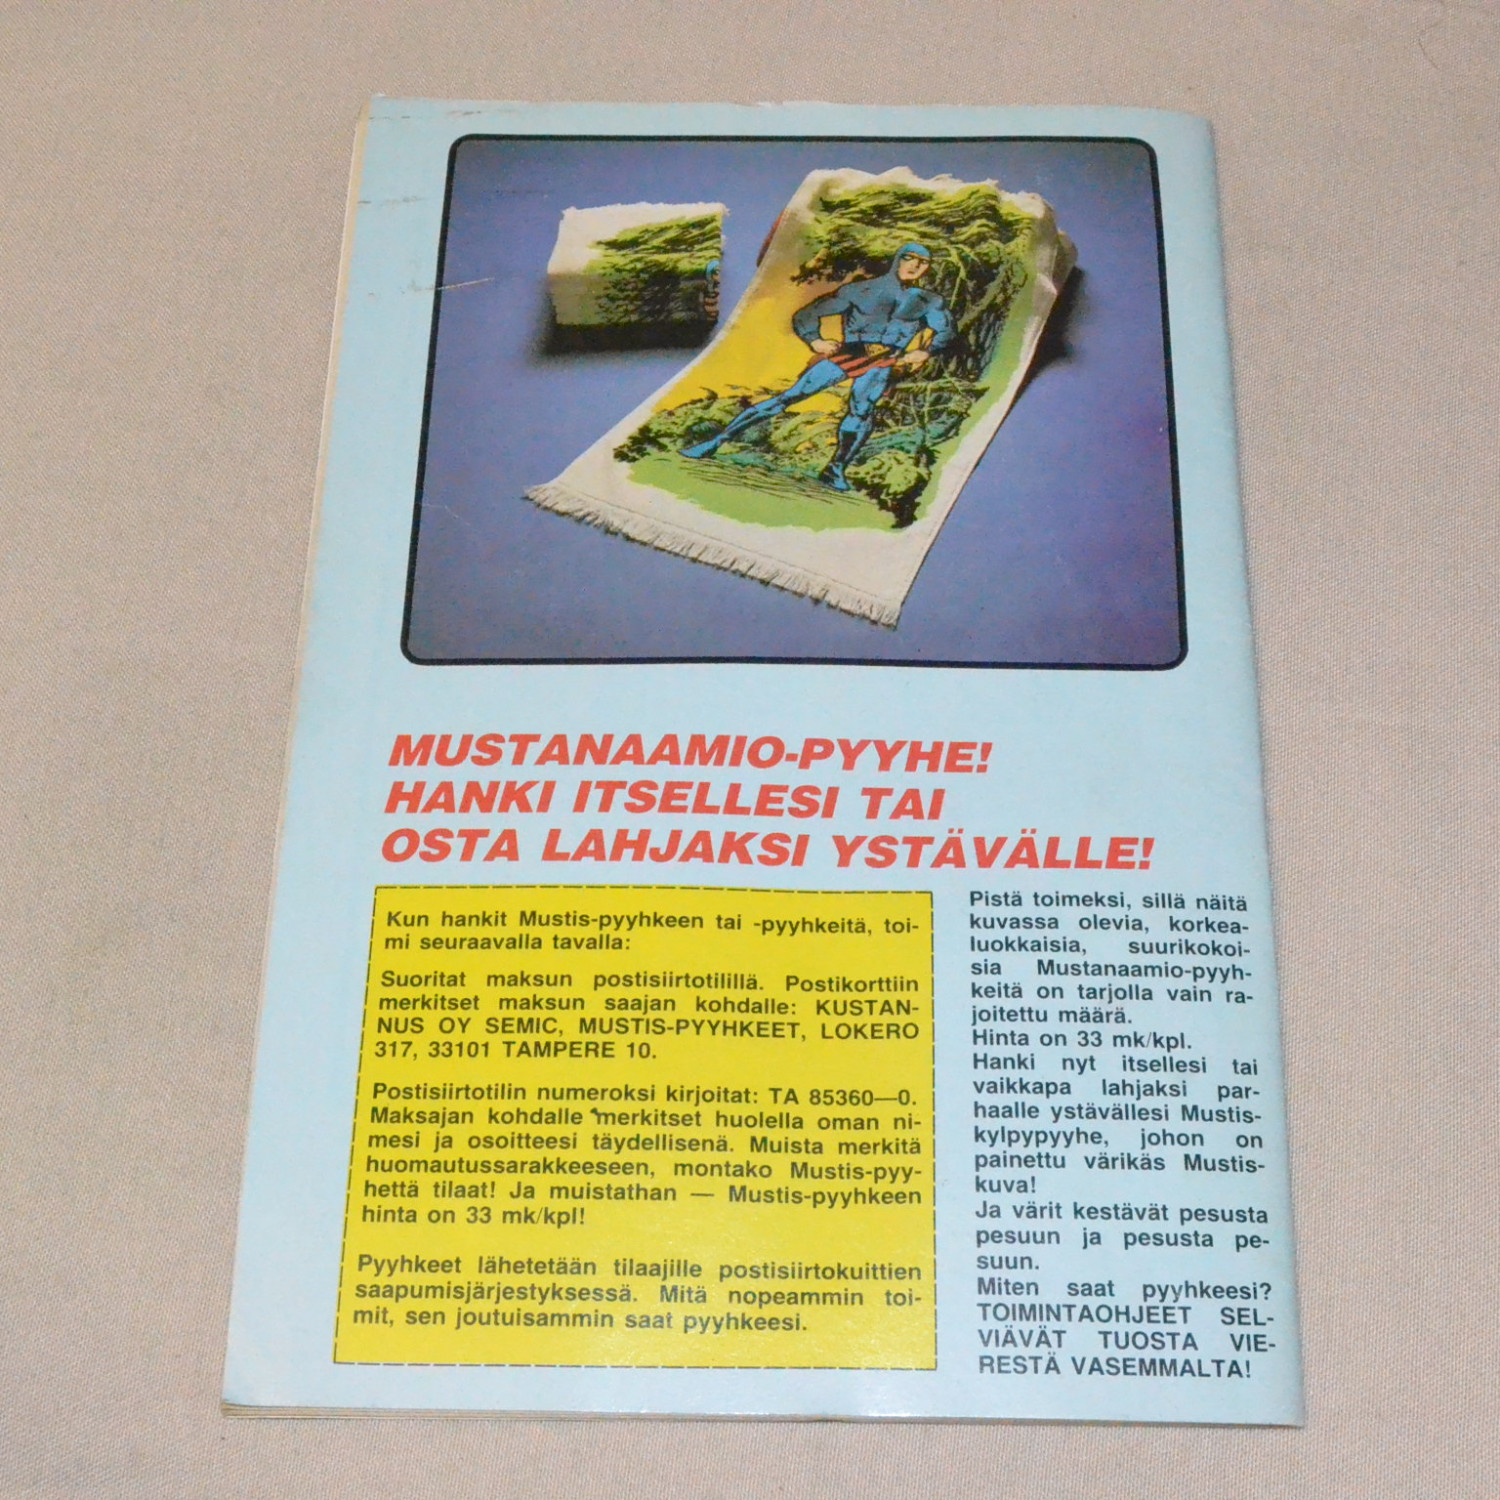 MUSTANAAMIO-PYYHE!
HANKI ITSELLESI TAI
OSTA LAHJAKSI YSTÄVÄLLE!
Kun hankit Mustis-pyyhkeen tai -pyyhkeitä, toi-
mi seuraavalla tavalla:
Suoritat maksun postisiirtotilillä. Postikorttiin
merkitset maksun saajan kohdalle: KUSTAN-
NUS OY SEMIC, MUSTIS-PYYHKEET, LOKERO
317, 33101 TAMPERE 10.
Postisiirtotilin numeroksi kirjoitat: TA 85360—0.
Maksajan kohdalle merkitset huolella oman ni-
mesi ja osoitteesi täydellisenä. Muista merkitä
huomautussarakkeeseen, montako Mustis-pyy-
hettä tilaat! Ja muistathan — Mustis-pyyhkeen
hinta on 33 mk/kpl!
Pyyhkeet lähetetään tilaajille postisiirtokuittien
saapumisjärjestyksessä. Mitä nopeammin toi-
mit, sen joutuisammin saat pyyhkeesi.
Pistä toimeksi, sillä näitä
kuvassa olevia, korkea-
luokkaisia, suurikokoi-
sia Mustanaamio-pyyh-
keitä on tarjolla vain ra-
joitettu määrä.
Hinta on 33 mk/kpl.
Hanki nyt itsellesi tai
vaikkapa lahjaksi par-
haalle ystävällesi Mustis-
kylpypyyhe, johon on
painettu värikäs Mustis-
kuva!
Ja värit kestävät pesusta
pesuun ja pesusta pe-
suun.
Miten saat pyyhkeesi?
TOIMINTAOHJEET SEL-
VIÄVÄT TUOSTA VIE-
RESTÄ VASEMMALTA!